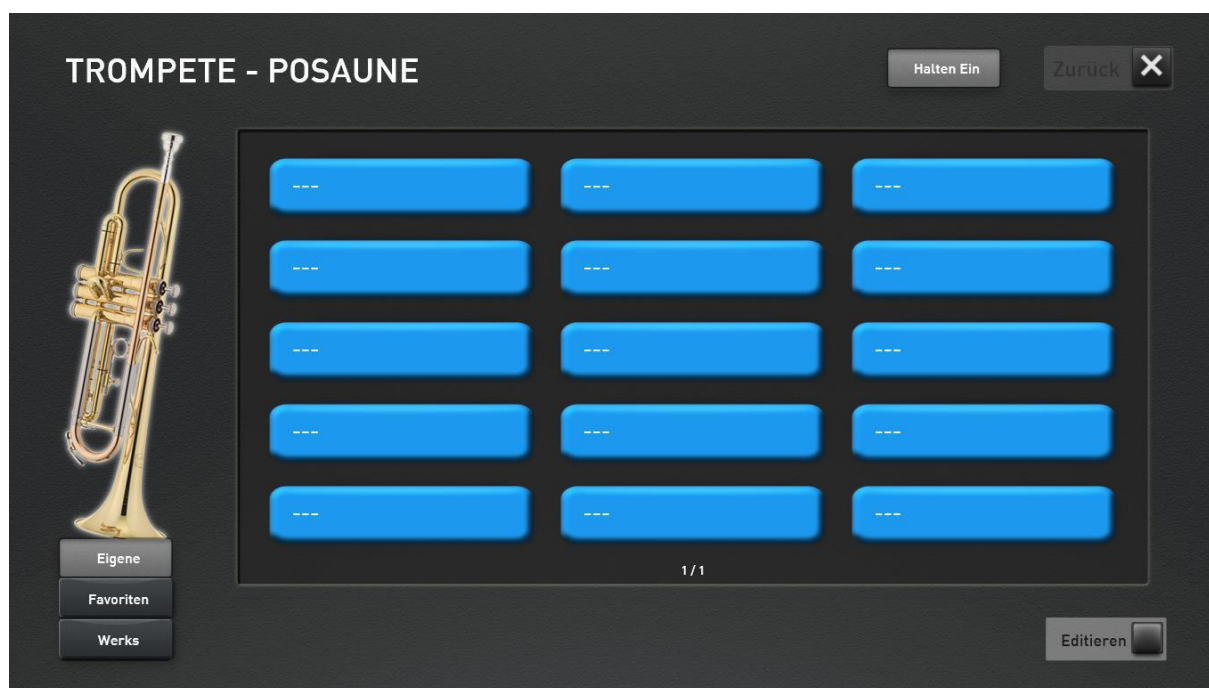 TROMPETE - POSAUNE
Halten Ein
Zurück
--- --- ---
--- --- ---
--- --- ---
--- --- ---
--- --- ---
1/1
Eigene
Favoriten
Werks
Editieren